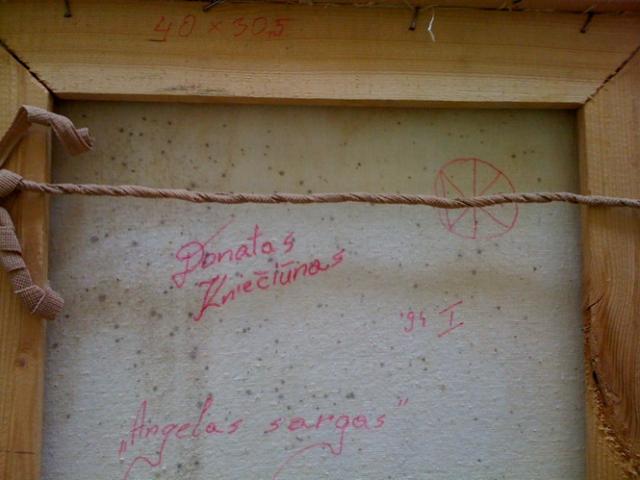 40 × 30,5
Donatas
Kniečiūnas
'94 I
„Angelas sargas"